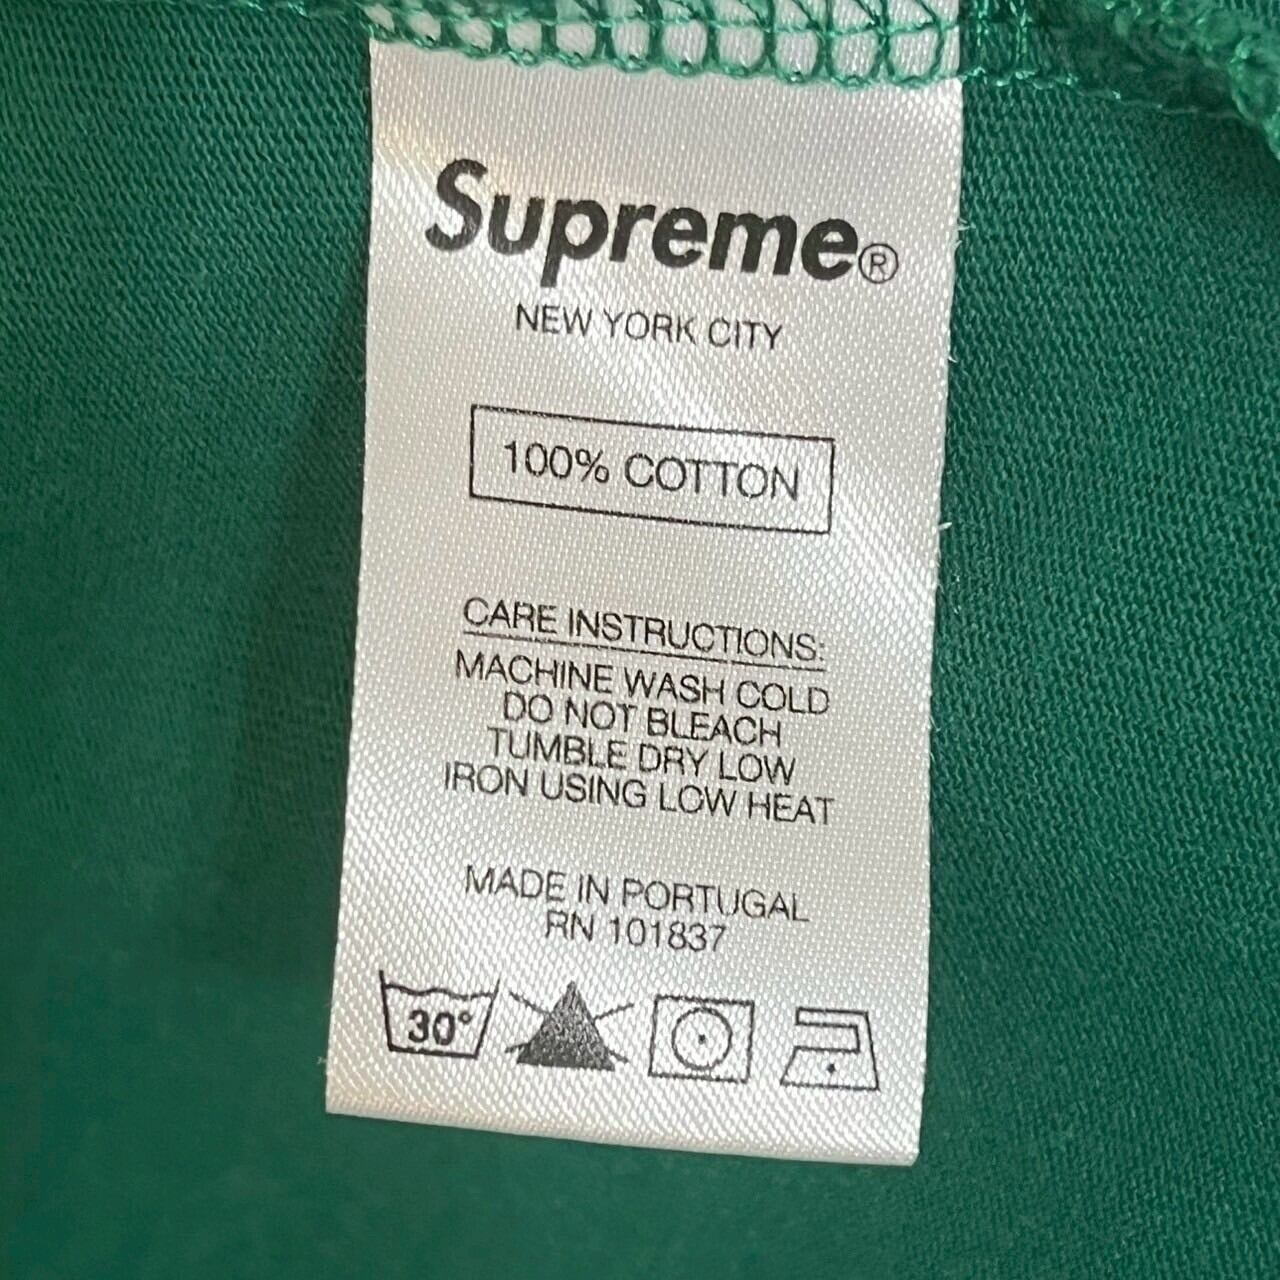 Supreme®
NEW YORK CITY
100% COTTON
CARE INSTRUCTIONS:
MACHINE WASH COLD
DO NOT BLEACH
TUMBLE DRY LOW
IRON USING LOW HEAT
MADE IN PORTUGAL
RN 101837
30°